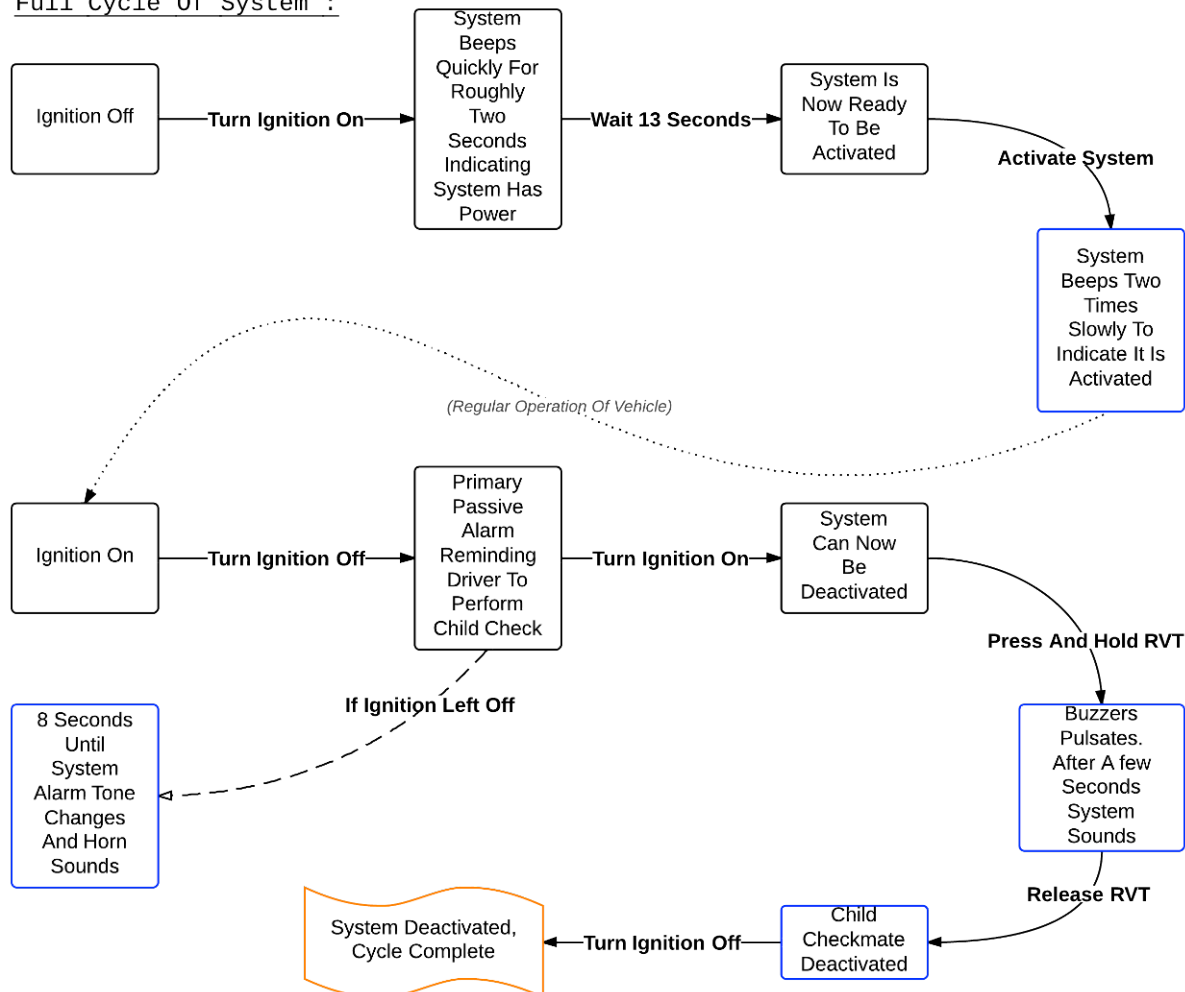 Full Cycle Of System :
Ignition Off
Turn Ignition On
System
Beeps
Quickly For
Roughly
Two
Seconds
Indicating
System Has
Power
Wait 13 Seconds
System Is
Now Ready
To Be
Activated
Activate System
System
Beeps Two
Times
Slowly To
Indicate It Is
Activated
(Regular Operation Of Vehicle)
Ignition On
Turn Ignition Off
Primary
Passive
Alarm
Reminding
Driver To
Perform
Child Check
Turn Ignition On
System
Can Now
Be
Deactivated
Press And Hold RVT
If Ignition Left Off
8 Seconds
Until
System
Alarm Tone
Changes
And Horn
Sounds
Buzzers
Pulsates.
After A few
Seconds
System
Sounds
Release RVT
Child
Checkmate
Deactivated
Turn Ignition Off
System Deactivated,
Cycle Complete